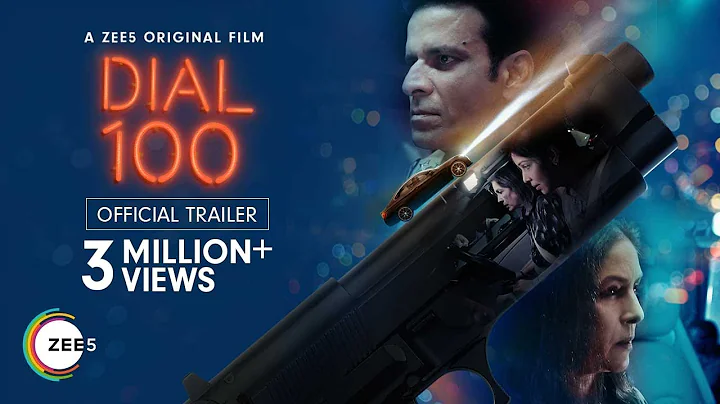 A ZEE5 ORIGINAL FILM
DIAL
100
OFFICIAL TRAILER
3 MILLION+
VIEWS
ZEE5